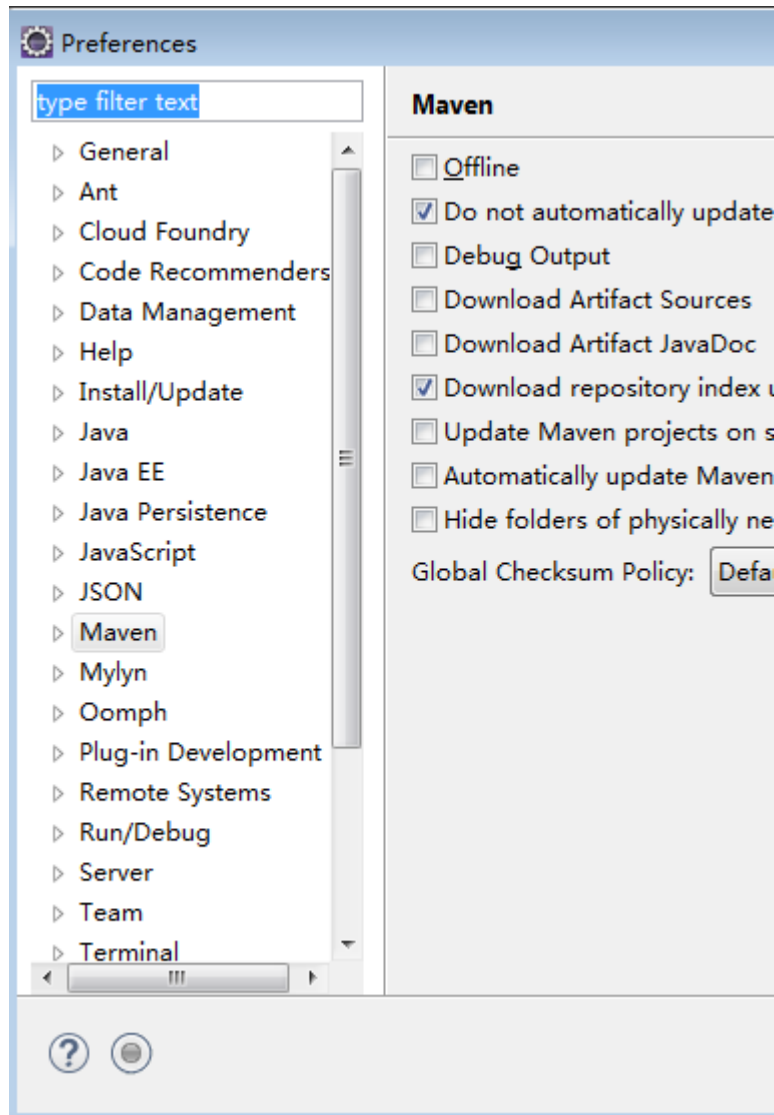 Preferences
type filter text
General
Ant
Cloud Foundry
Code Recommenders
Data Management
Help
Install/Update
Java
Java EE
Java Persistence
JavaScript
JSON
Maven
Mylyn
Oomph
Plug-in Development
Remote Systems
Run/Debug
Server
Team
Terminal
Maven
Offline
Do not automatically update
Debug Output
Download Artifact Sources
Download Artifact JavaDoc
Download repository index u
Update Maven projects on s
Automatically update Maven
Hide folders of physically ne
Global Checksum Policy: Defau
?